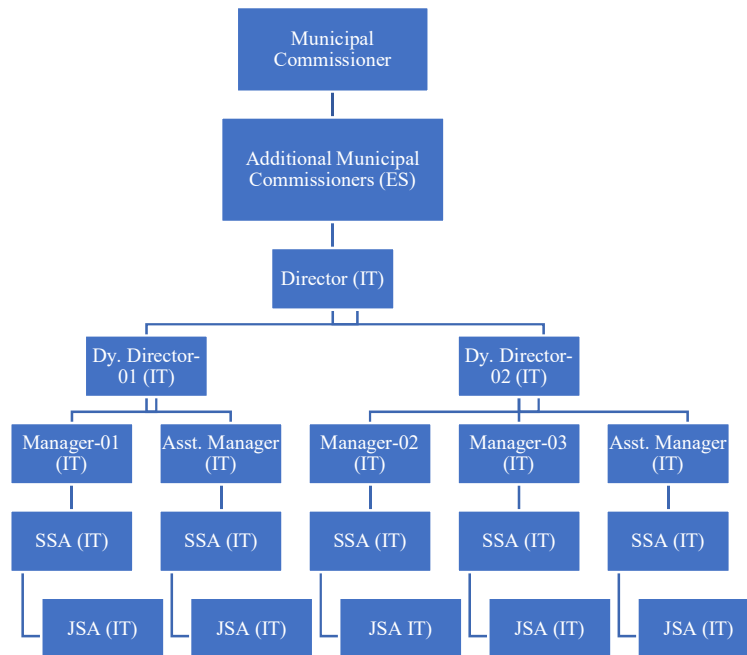 Municipal
Commissioner
Additional Municipal
Commissioners (ES)
Director (IT)
Dy. Director-
01 (IT)
Dy. Director-
02 (IT)
Manager-01
(IT)
Asst. Manager
(IT)
Manager-02
(IT)
Manager-03
(IT)
Asst. Manager
(IT)
SSA (IT)
SSA (IT)
SSA (IT)
SSA (IT)
SSA (IT)
JSA (IT)
JSA (IT)
JSA IT)
JSA (IT)
JSA (IT)